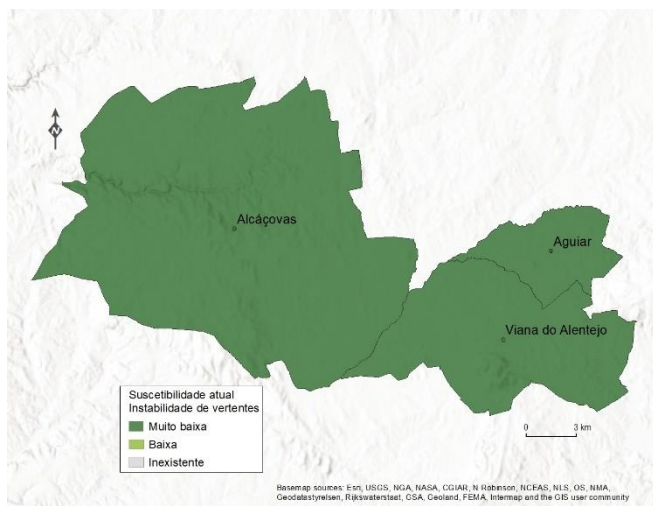 N
Alcáçovas
Aguiar
Viana do Alentejo
Suscetibilidade atual
Instabilidade de vertentes
Muito baixa
Baixa
Inexistente
0 3 km
Basemap sources: Esri, USGS, NGA, NASA, CGIAR, N Robinson, NCEAS, NLS, OS, NMA,
Geodatastyrelsen, Rijkswaterstaat, GSA, Geoland, FEMA, Intermap and the GIS user community